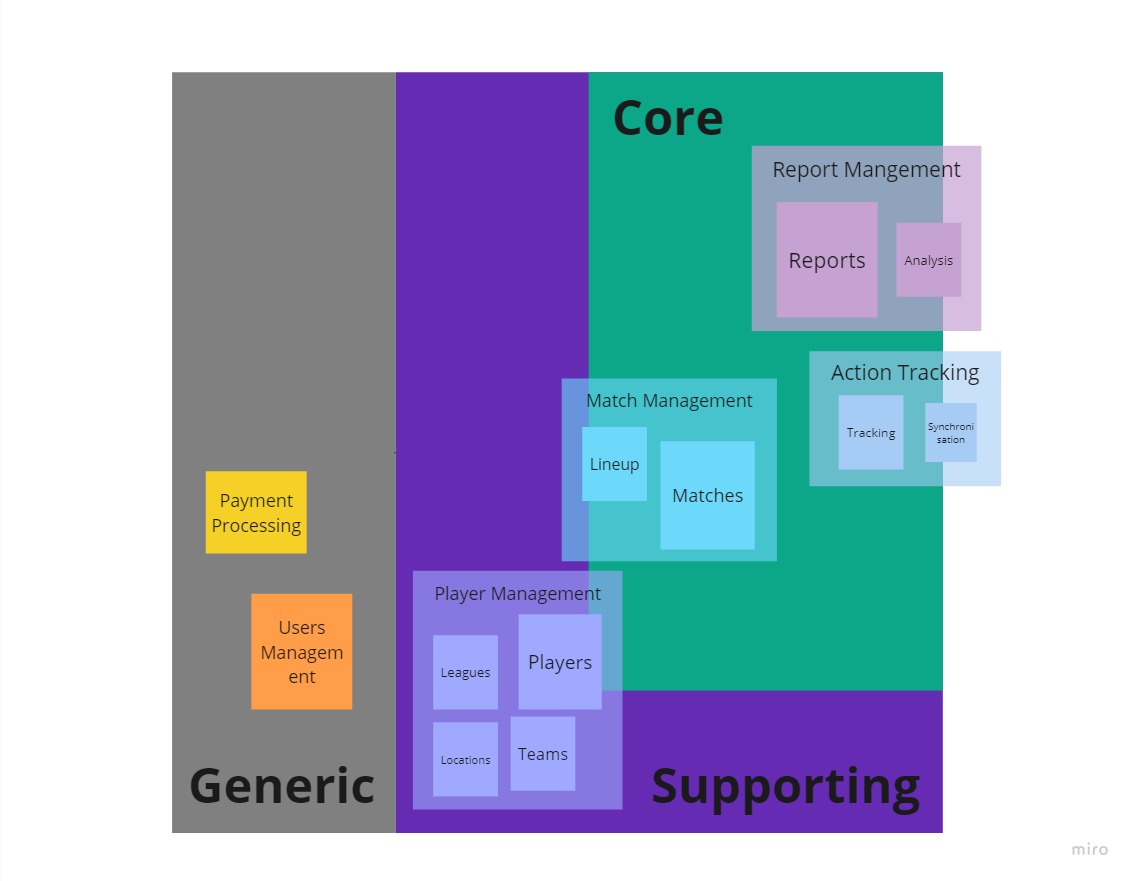 Core
Report Mangement
Reports
Analysis
Action Tracking
Tracking
Synchroni
sation
Match Management
Lineup
Matches
Payment
Processing
Users
Managem
ent
Player Management
Leagues
Players
Locations
Teams
Generic
Supporting
miro